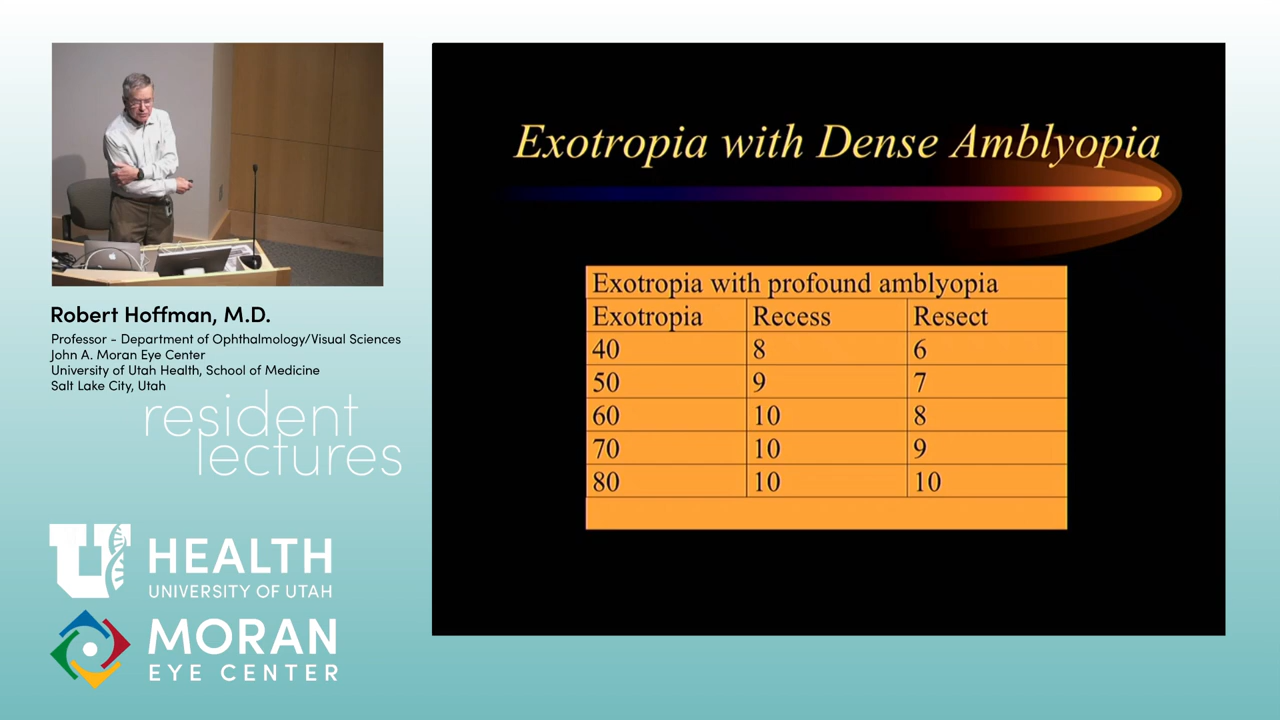 Exotropia with Dense Amblyopia
Exotropia with profound amblyopia
Exotropia Recess Resect
40 8 6
50 9 7
60 10 8
70 10 9
80 10 10
Robert Hoffman, M.D.
Professor - Department of Ophthalmology/Visual Sciences
John A. Moran Eye Center
University of Utah Health, School of Medicine
Salt Lake City, Utah
resident
lectures
U HEALTH
UNIVERSITY OF UTAH
MORAN
EYE CENTER